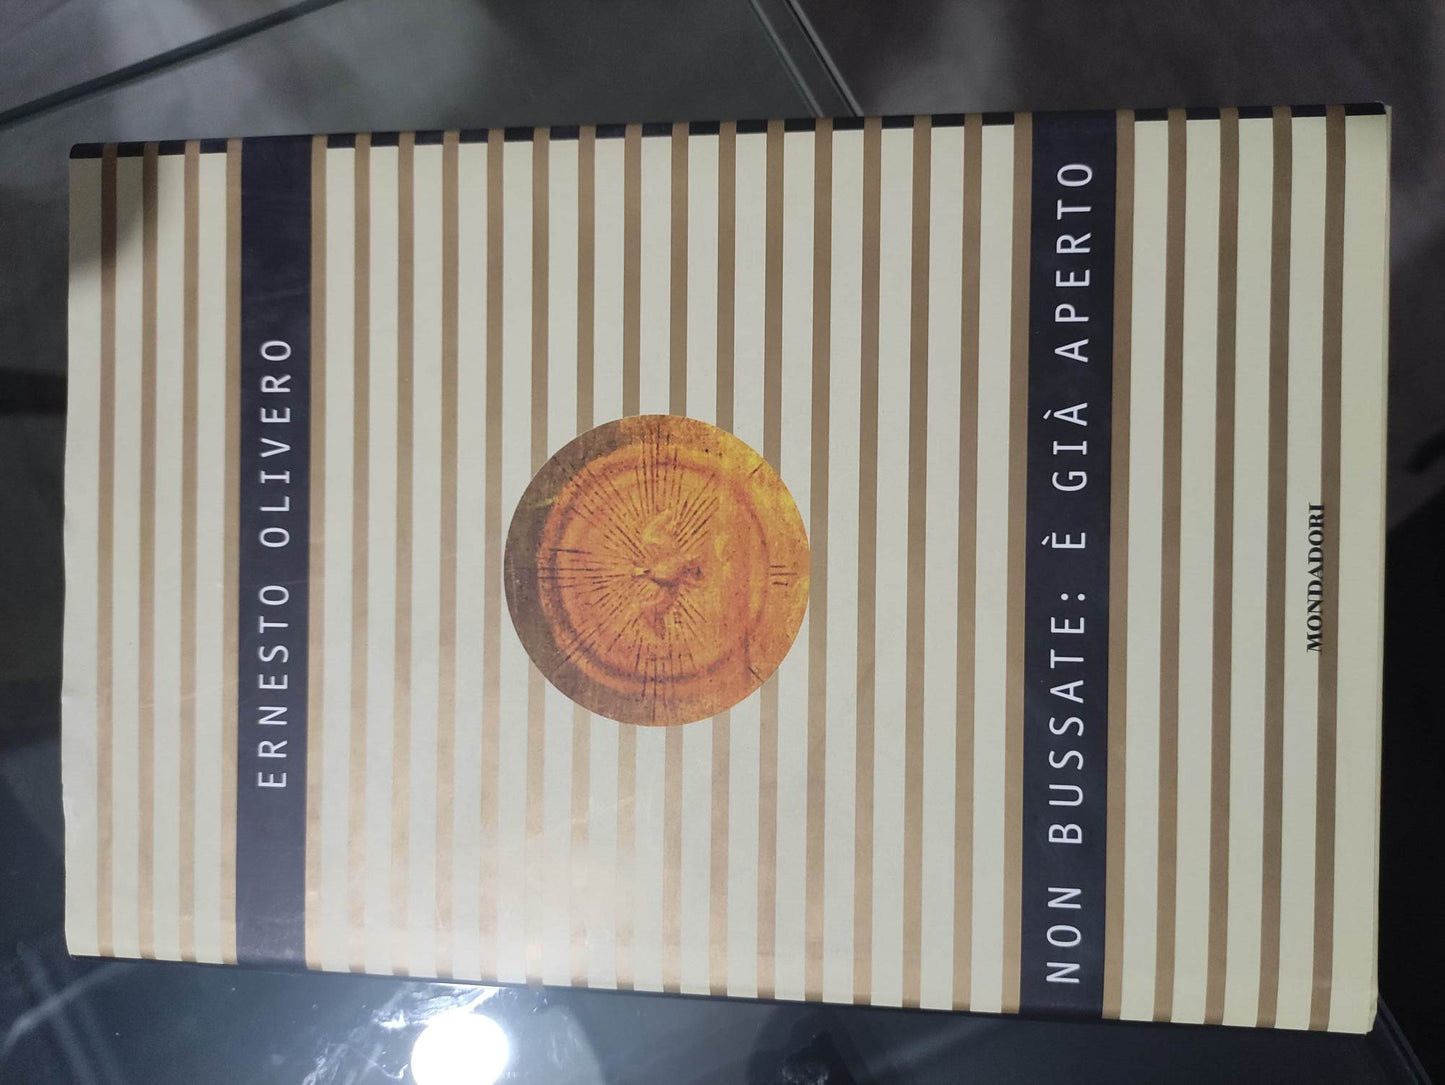 ERNESTO OLIVERO
NON BUSSATE: È GIÀ APERTO
MONDADORI